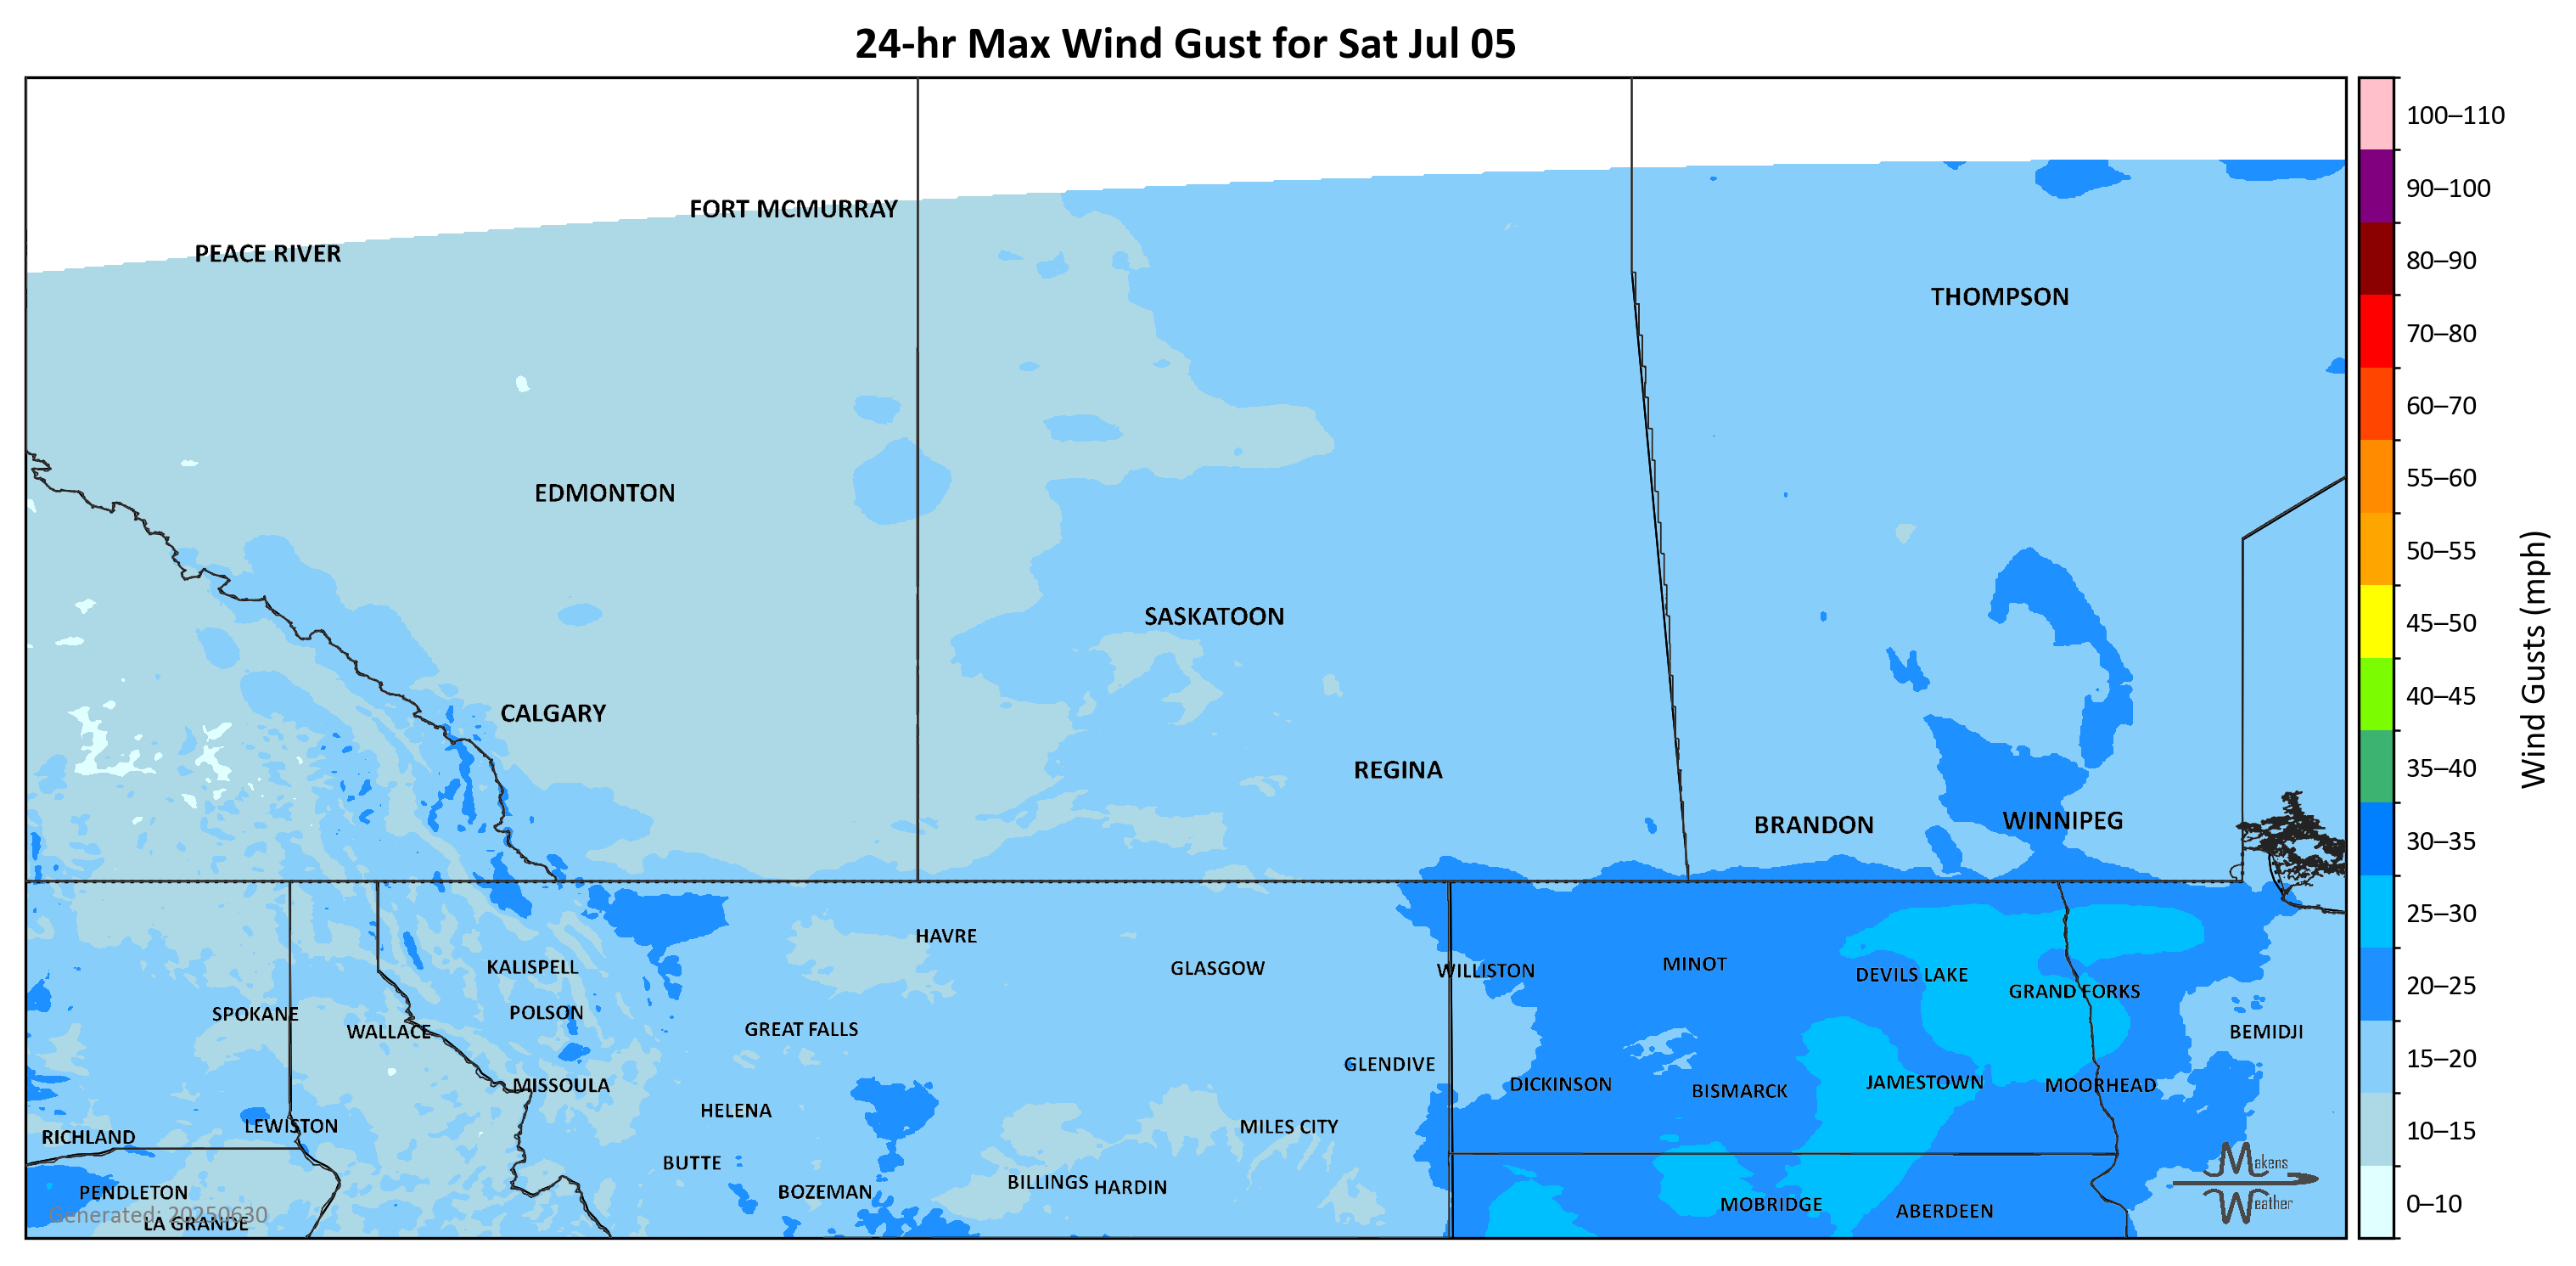 24-hr Max Wind Gust for Sat Jul 05
FORT MCMURRAY
PEACE RIVER
THOMPSON
EDMONTON
SASKATOON
CALGARY
REGINA
BRANDON
WINNIPEG
HAVRE
KALISPELL
GLASGOW
WILLISTON
MINOT
DEVILS LAKE
GRAND FORKS
SPOKANE
POLSON
WALLACE
GREAT FALLS
BEMIDJI
GLENDIVE
MISSOULA
DICKINSON
BISMARCK
JAMESTOWN
MOORHEAD
HELENA
LEWISTON
MILES CITY
RICHLAND
BUTTE
PENDLETON
BOZEMAN
BILLINGS
HARDIN
MOBRIDGE
ABERDEEN
LA GRANDE
Generated: 20250630
Makens
Weather
100–110
90–100
80–90
70–80
60–70
55–60
50–55
45–50
40–45
35–40
30–35
25–30
20–25
15–20
10–15
0–10
Wind Gusts (mph)